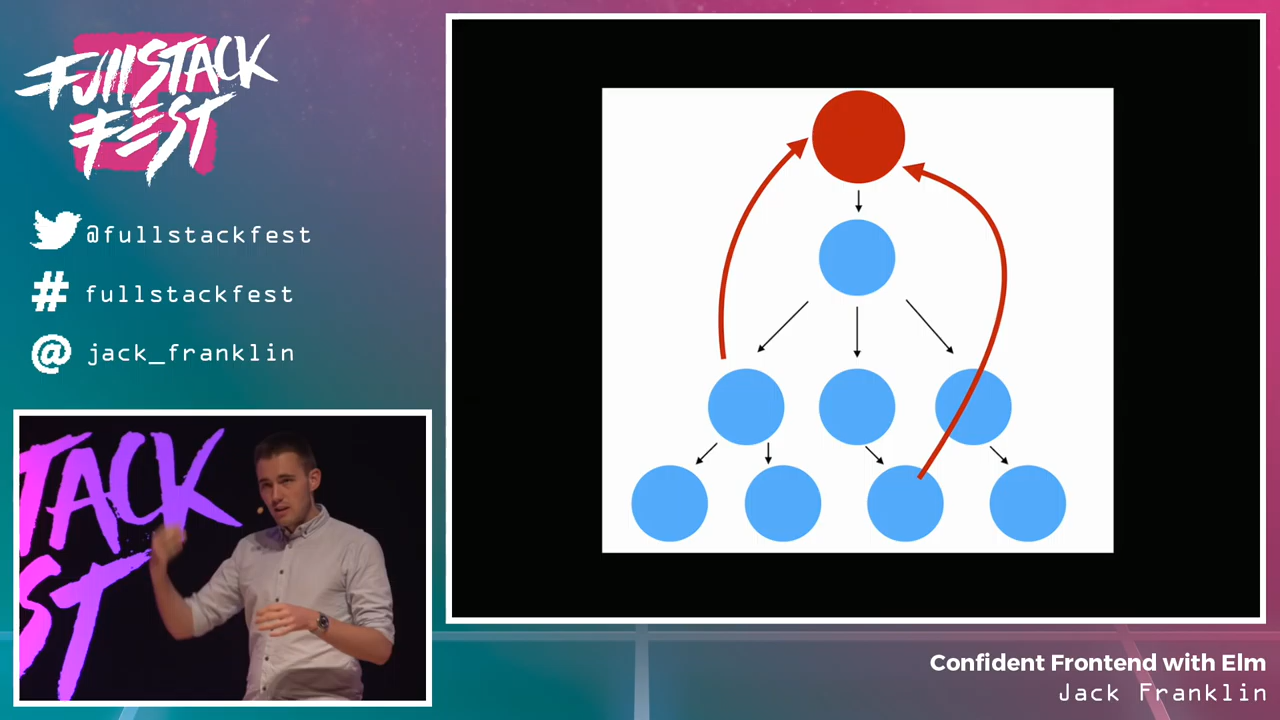 FullSTACK
FEST
@fullstackfest
# fullstackfest
@ jack_franklin
TACK
ST
Confident Frontend with Elm
Jack Franklin